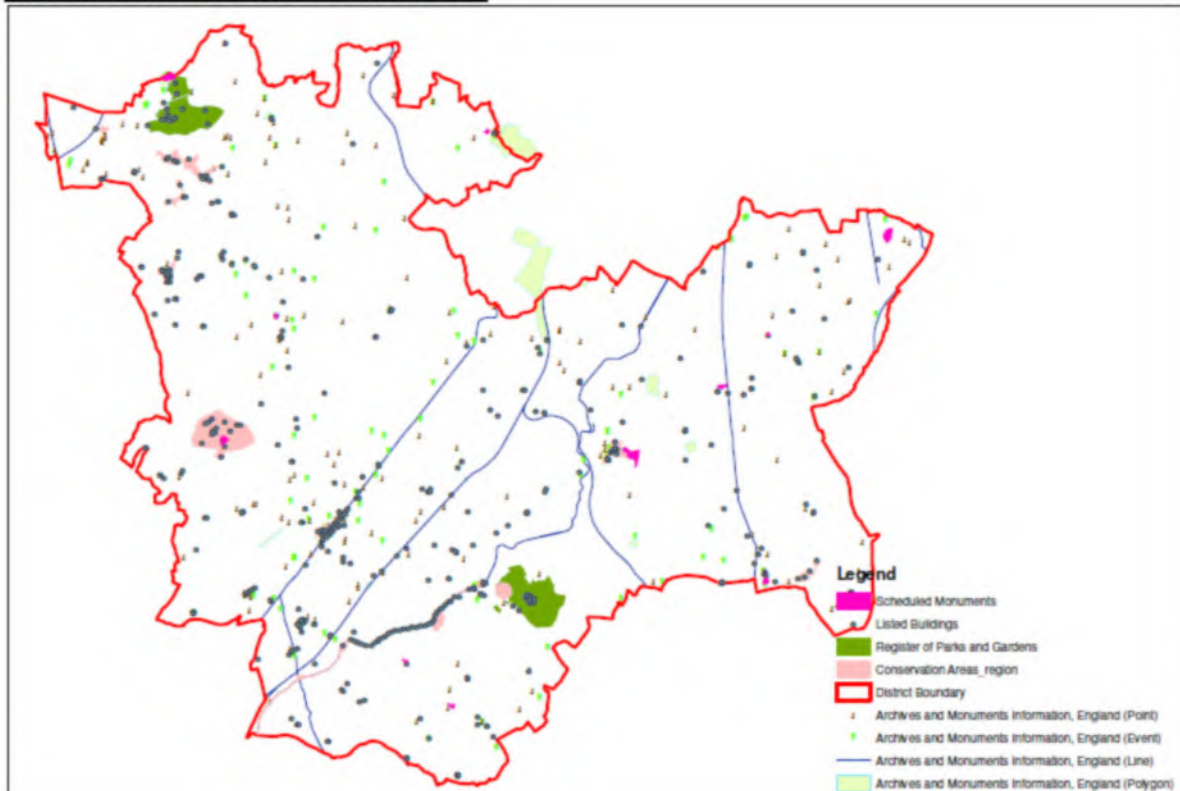 Legend
Scheduled Monuments
Listed Buildings
Register of Parks and Gardens
Conservation Areas_region
District Boundary
Archives and Monuments Information, England (Point)
Archives and Monuments Information, England (Event)
Archives and Monuments Information, England (Line)
Archives and Monuments Information, England (Polygon)